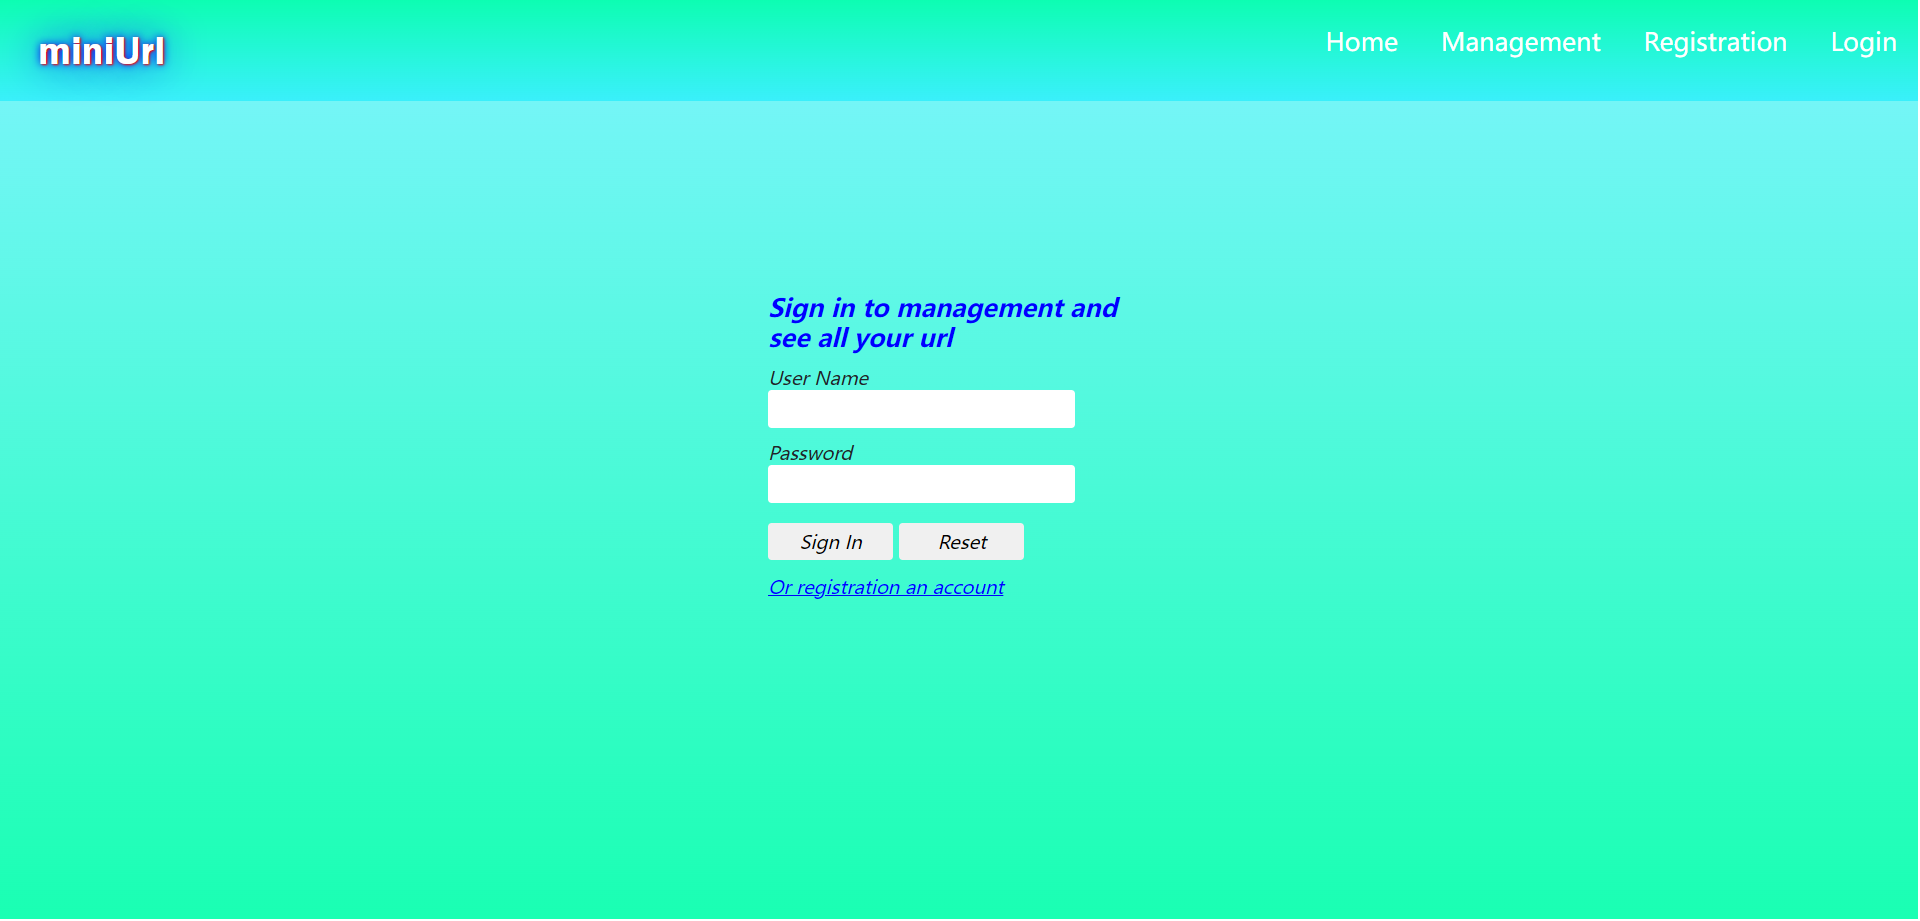 miniUrl
Home Management Registration Login
Sign in to management and
see all your url
User Name
Password
Sign In Reset
Or registration an account